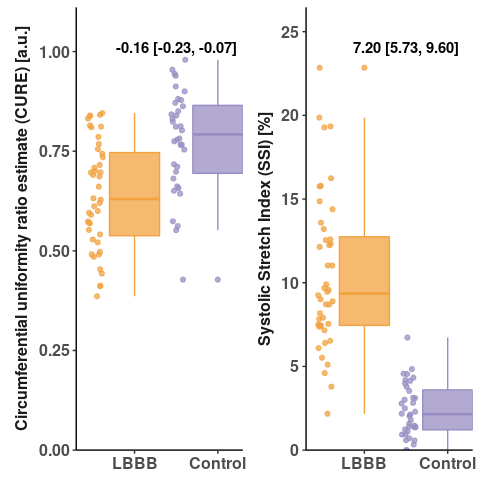 Circumferential uniformity ratio estimate (CURE) [a.u.]
1.00
0.75
0.50
0.25
0.00
-0.16 [-0.23, -0.07]
LBBB Control
Systolic Stretch Index (SSI) [%]
25
20
15
10
5
0
7.20 [5.73, 9.60]
LBBB Control